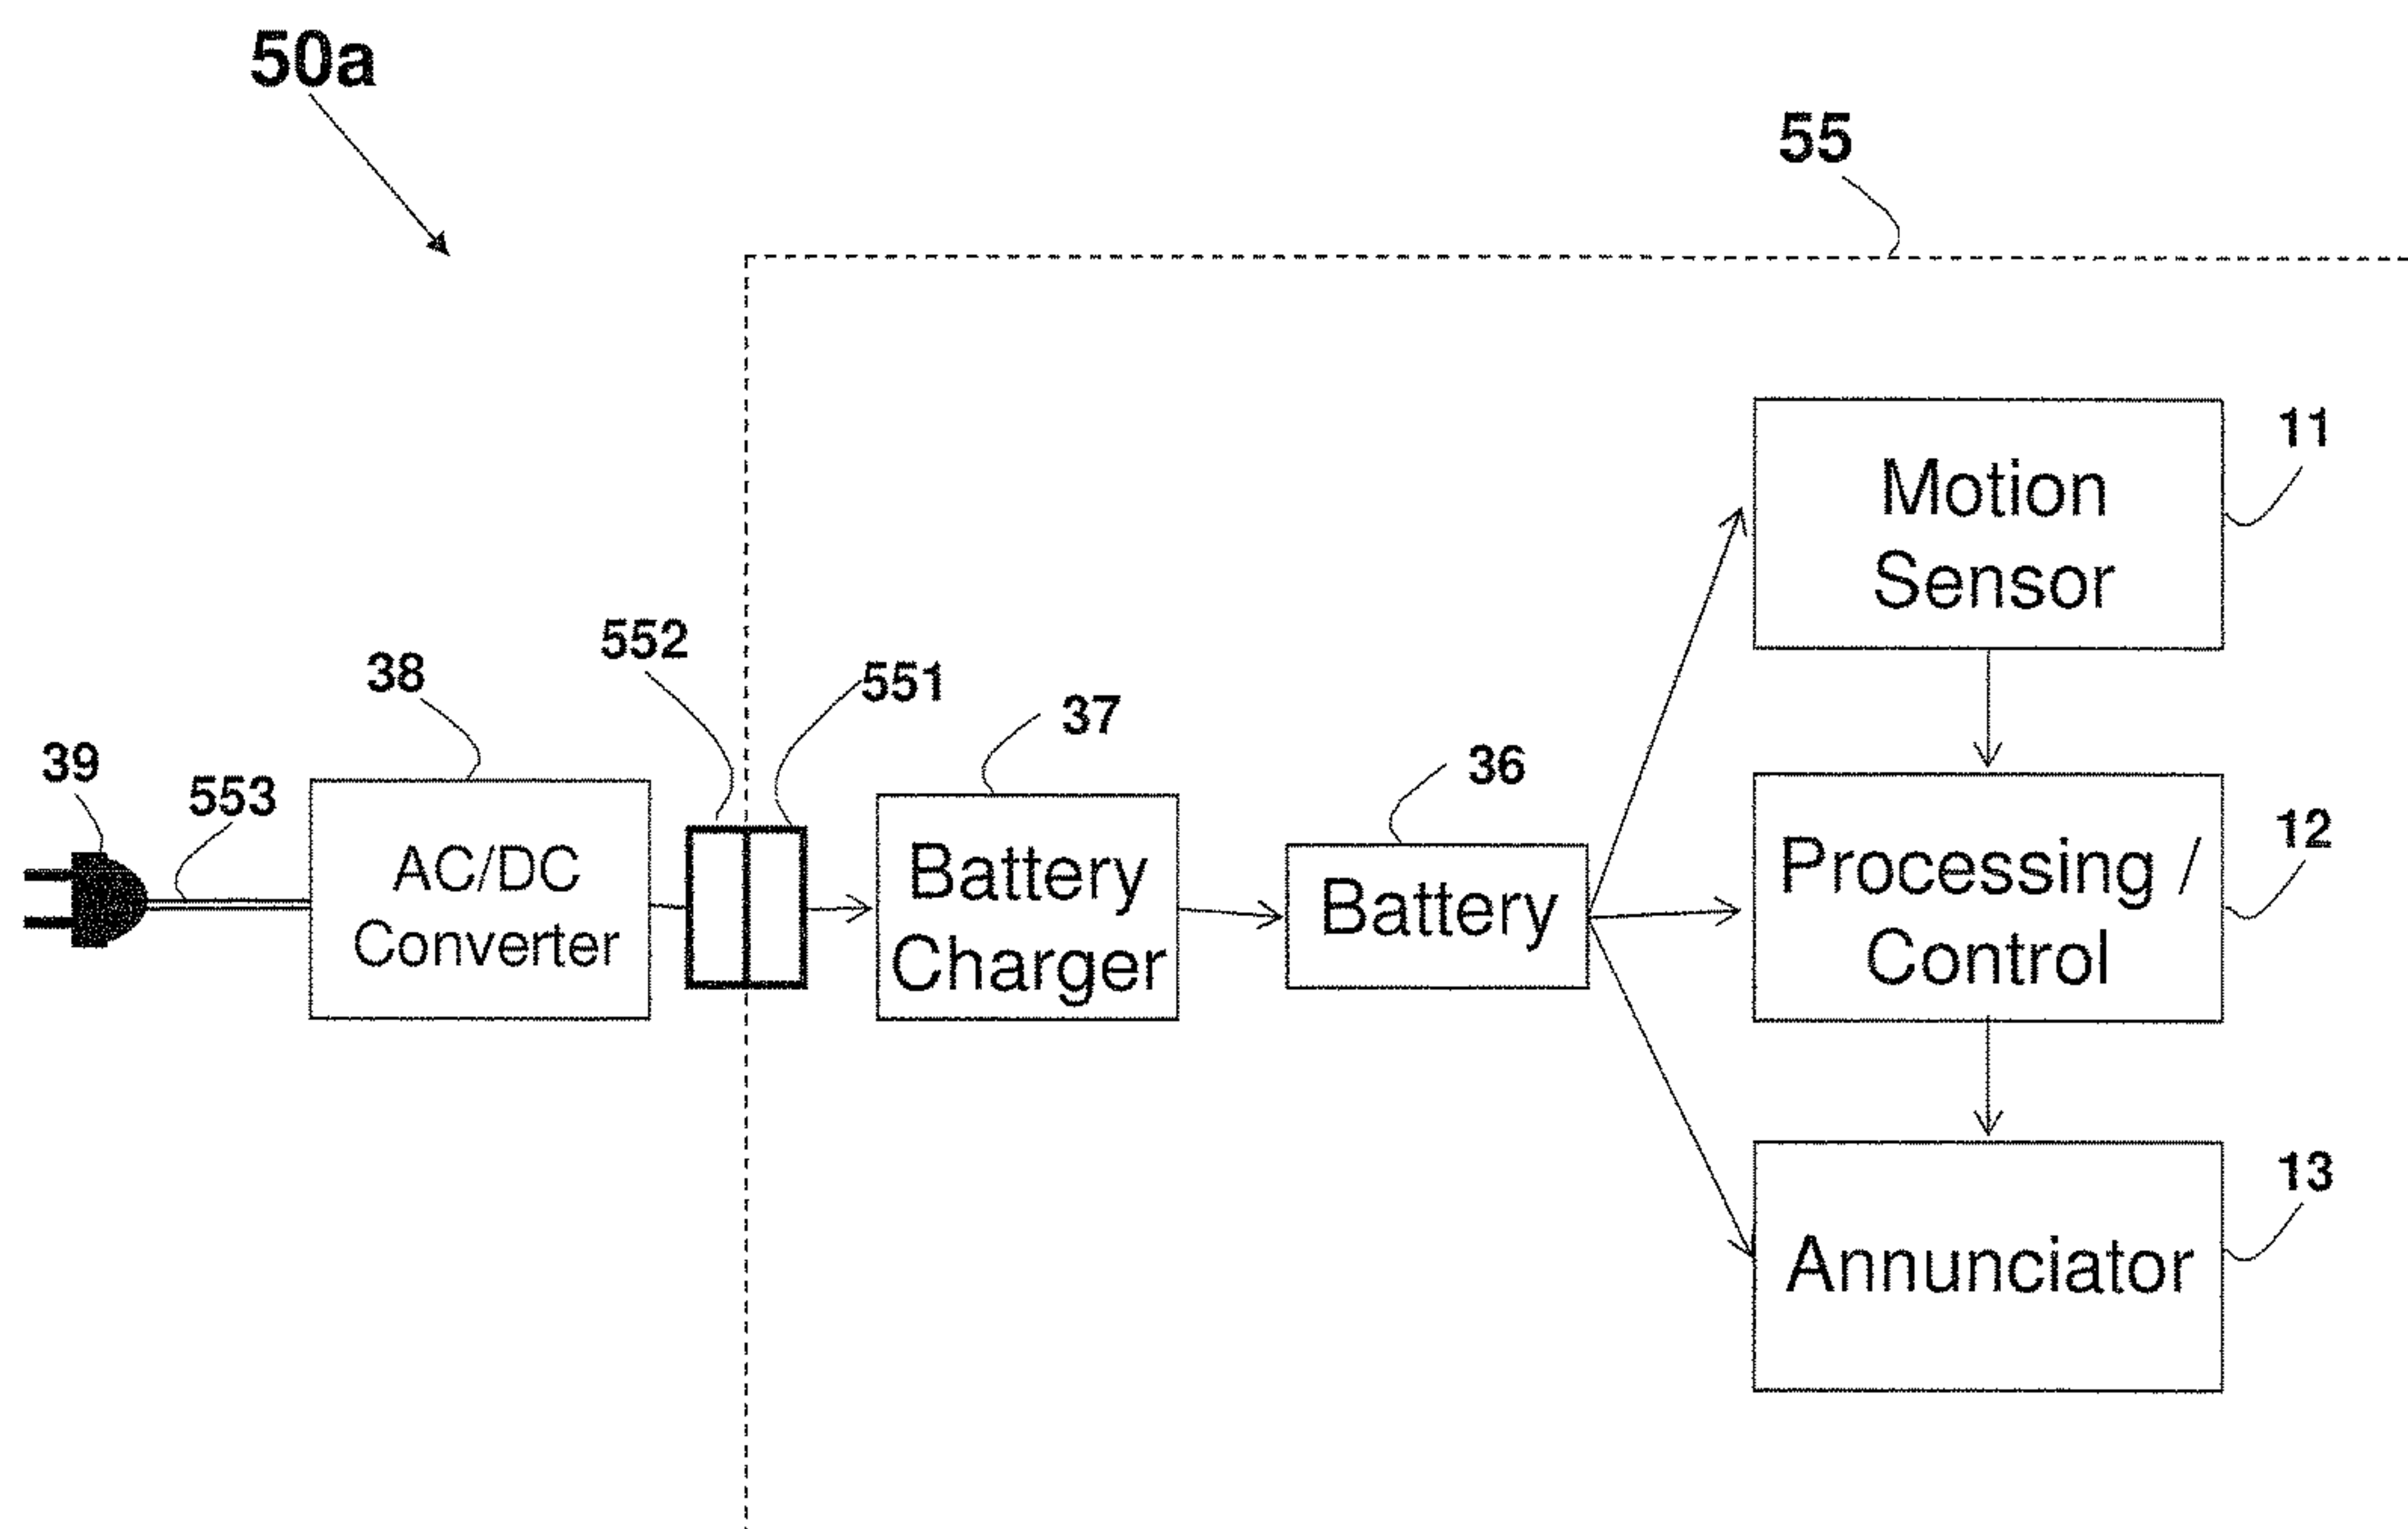 50a
55
11
Motion
Sensor
552
551
38
37
39
553
36
12
AC/DC
Converter
Battery
Charger
Battery
Processing /
Control
13
Annunciator